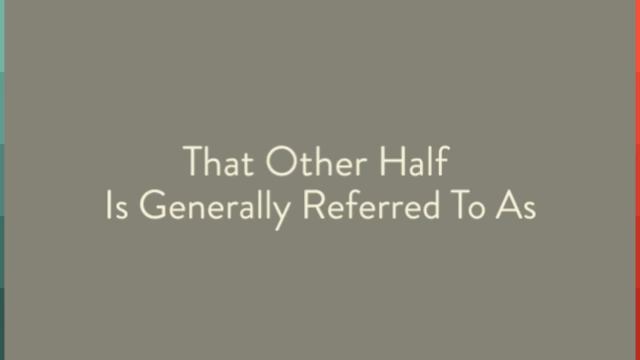 That Other Half
Is Generally Referred To As